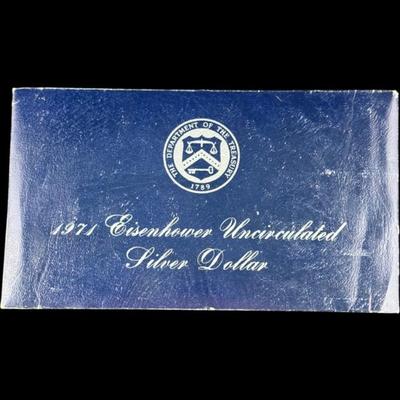 THE DEPARTMENT OF THE TREASURY
1789
1971 Eisenhower Uncirculated
Silver Dollar